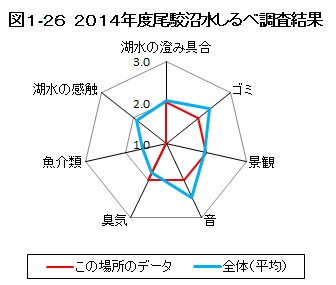 図1-26 2014年度尾駮沼水しるべ調査結果
湖水の澄み具合
3.0
湖水の感触
ゴミ
2.0
魚介類
1.0
景観
臭気
音
この場所のデータ
全体(平均)